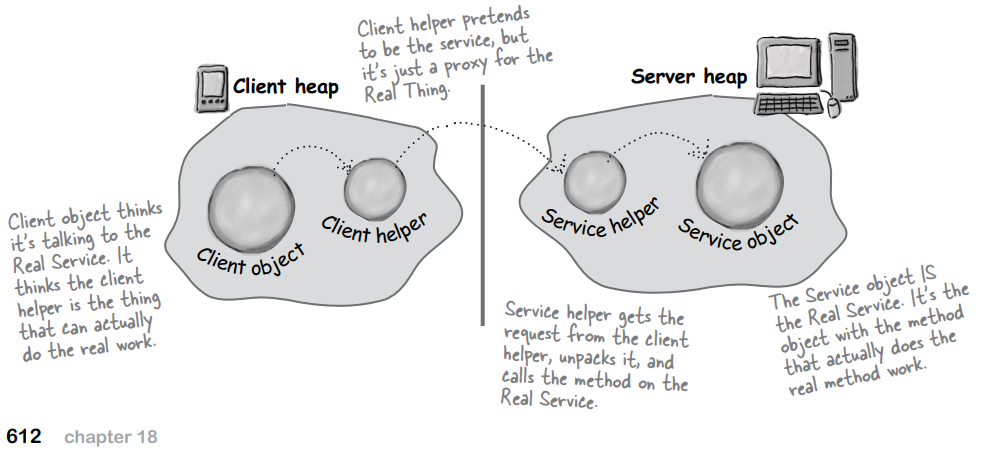 Client helper pretends
to be the service, but
it's just a proxy for the
Real Thing.
Client heap
Server heap
Client object thinks
it's talking to the
Real Service. It
thinks the client
helper is the thing
that can actually
do the real work.
Client object
Client helper
Service helper
Service object
Service helper gets the
request from the client
helper, unpacks it, and
calls the method on the
Real Service.
The Service object IS
the Real Service. It's the
object with the method
that actually does the
real method work.
612 chapter 18